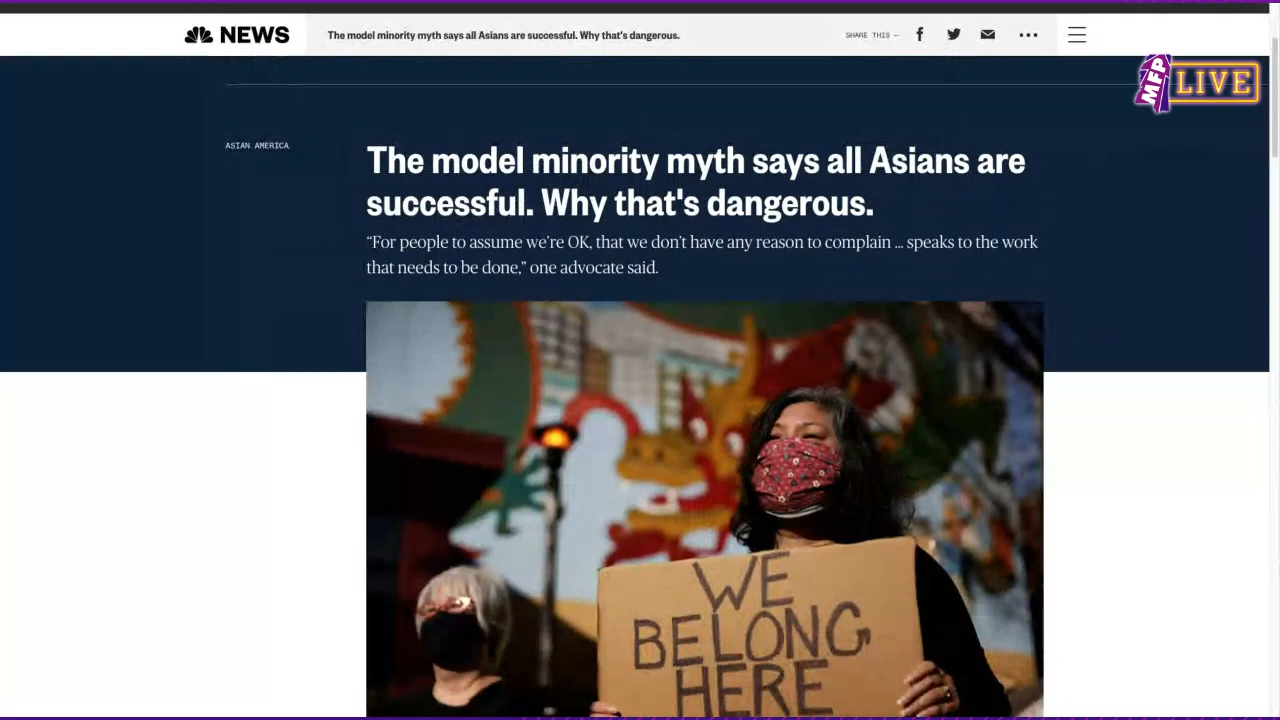 NEWS
The model minority myth says all Asians are successful. Why that's dangerous.
SHARE THIS —
MFP
LIVE
ASIAN AMERICA
The model minority myth says all Asians are
successful. Why that's dangerous.
“For people to assume we’re OK, that we don’t have any reason to complain ... speaks to the work
that needs to be done,” one advocate said.
WE
BELONG
HERE